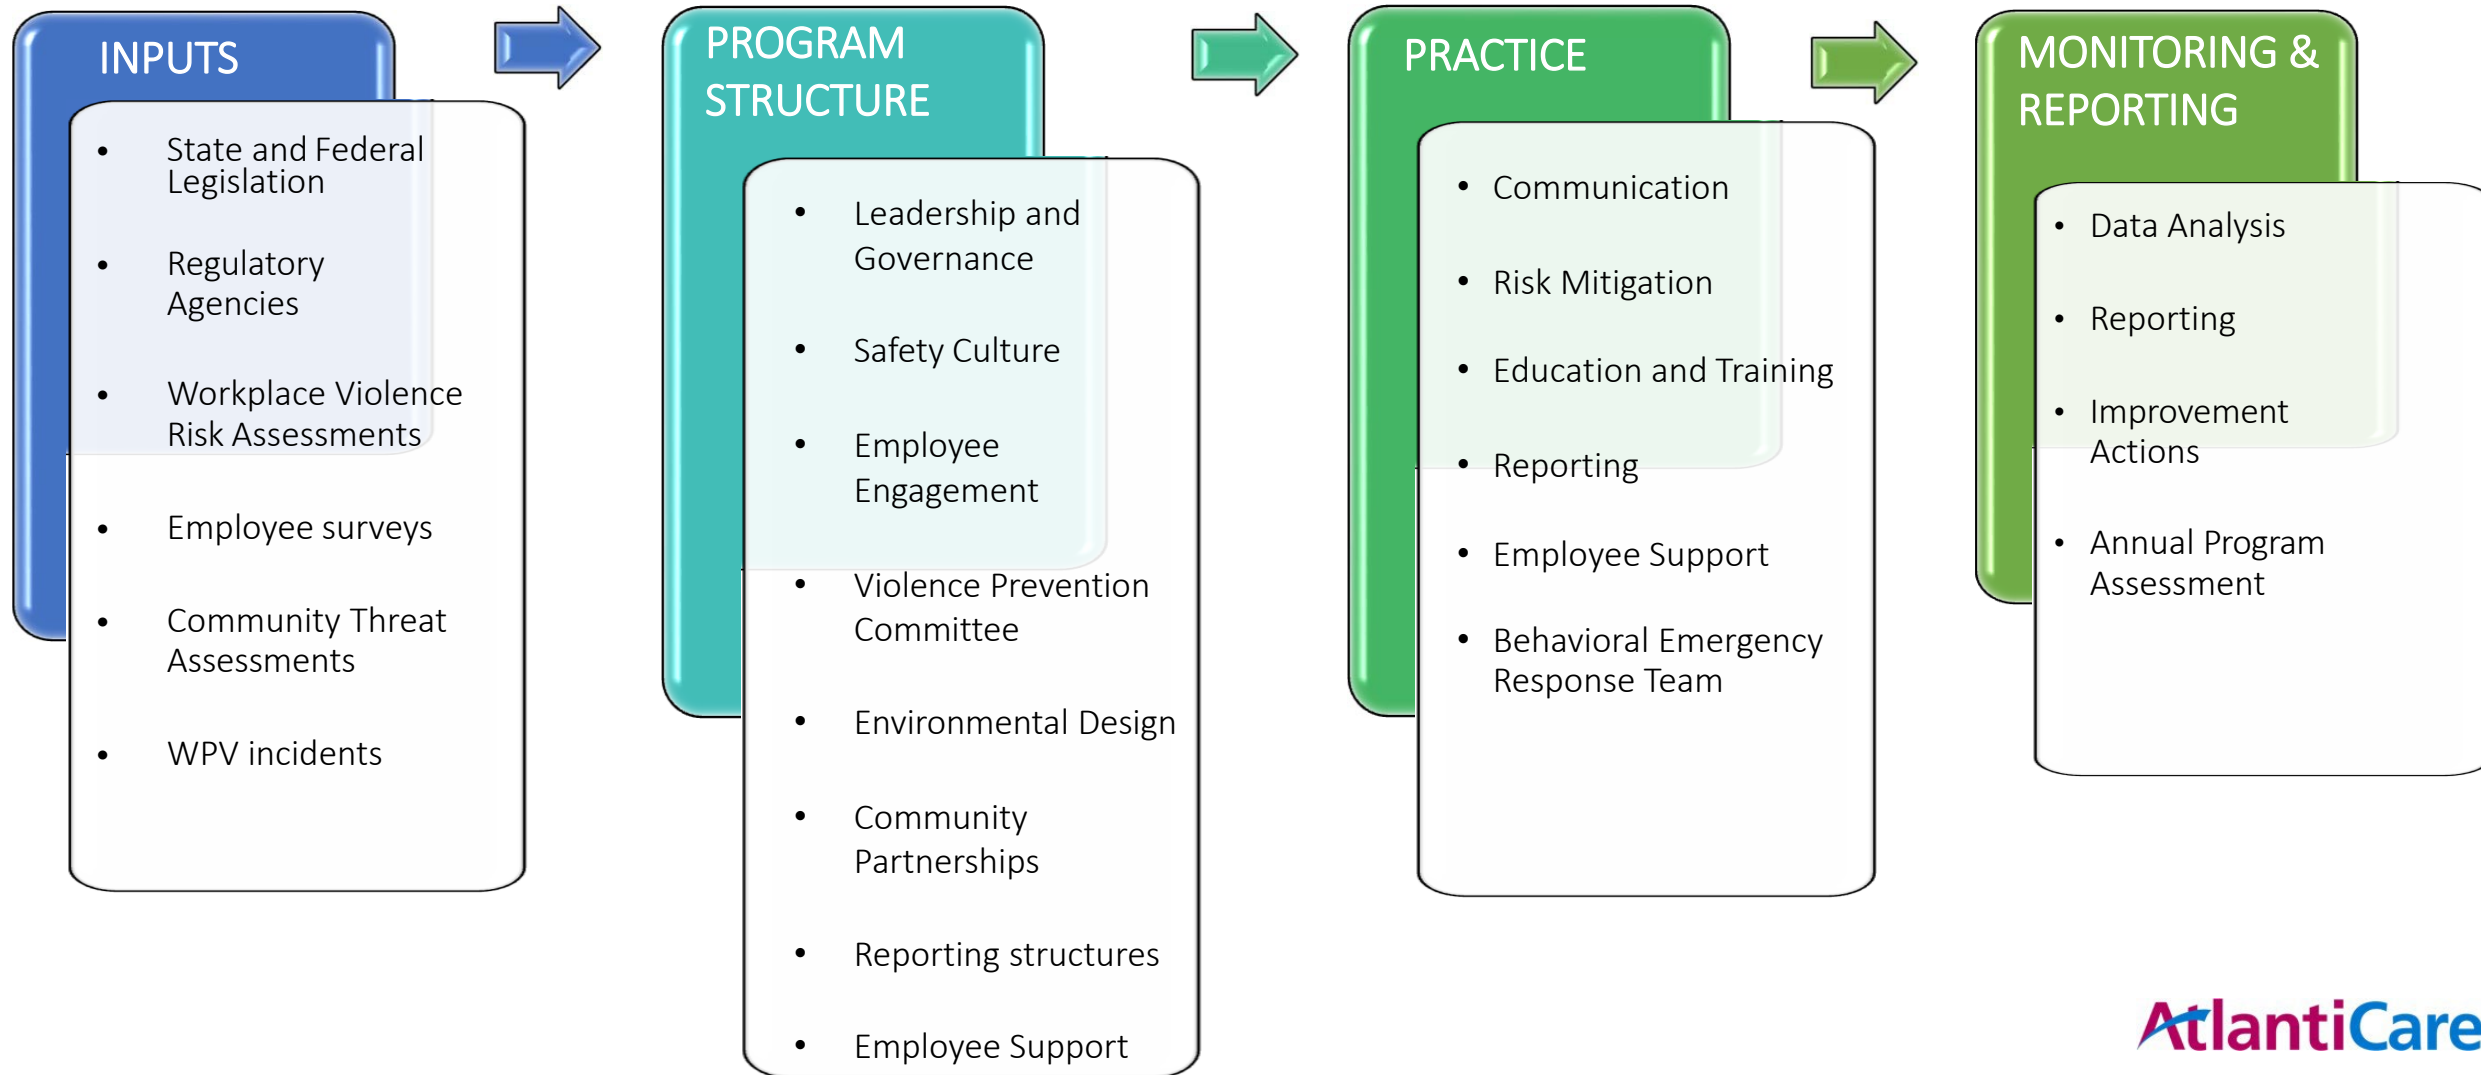 INPUTS
• State and Federal
Legislation
• Regulatory
Agencies
• Workplace Violence
Risk Assessments
• Employee surveys
• Community Threat
Assessments
• WPV incidents
PROGRAM
STRUCTURE
• Leadership and
Governance
• Safety Culture
• Employee
Engagement
• Violence Prevention
Committee
• Environmental Design
• Community
Partnerships
• Reporting structures
• Employee Support
PRACTICE
• Communication
• Risk Mitigation
• Education and Training
• Reporting
• Employee Support
• Behavioral Emergency
Response Team
MONITORING &
REPORTING
• Data Analysis
• Reporting
• Improvement
Actions
• Annual Program
Assessment
AtlantiCare